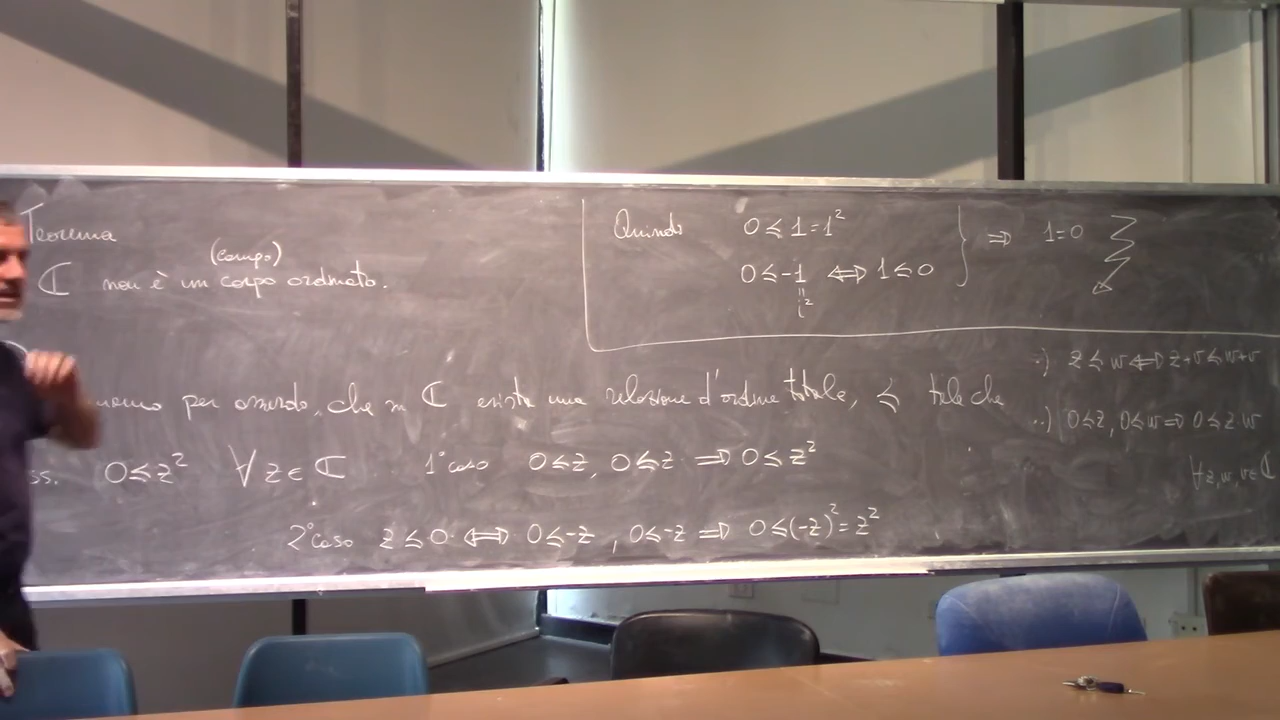 Teorema
(campo)
ℂ non è un corpo ordinato.
per assurdo, che in ℂ esista una relazione d'ordine totale, ≤ tale che
·) z ≤ w ⟺ z+v ≤ w+v
··) 0≤z, 0≤w ⟹ 0≤z·w
∀z,w,v∈ℂ
ss. 0≤z² ∀z∈ℂ 1°caso 0≤z, 0≤z ⟹ 0≤z²
2°caso z≤0 ⟺ 0≤-z, 0≤-z ⟹ 0≤(-z)²=z²
Quindi 0≤1=1²
0≤-1 ⟺ 1≤0 } ⟹ 1=0
=
i²